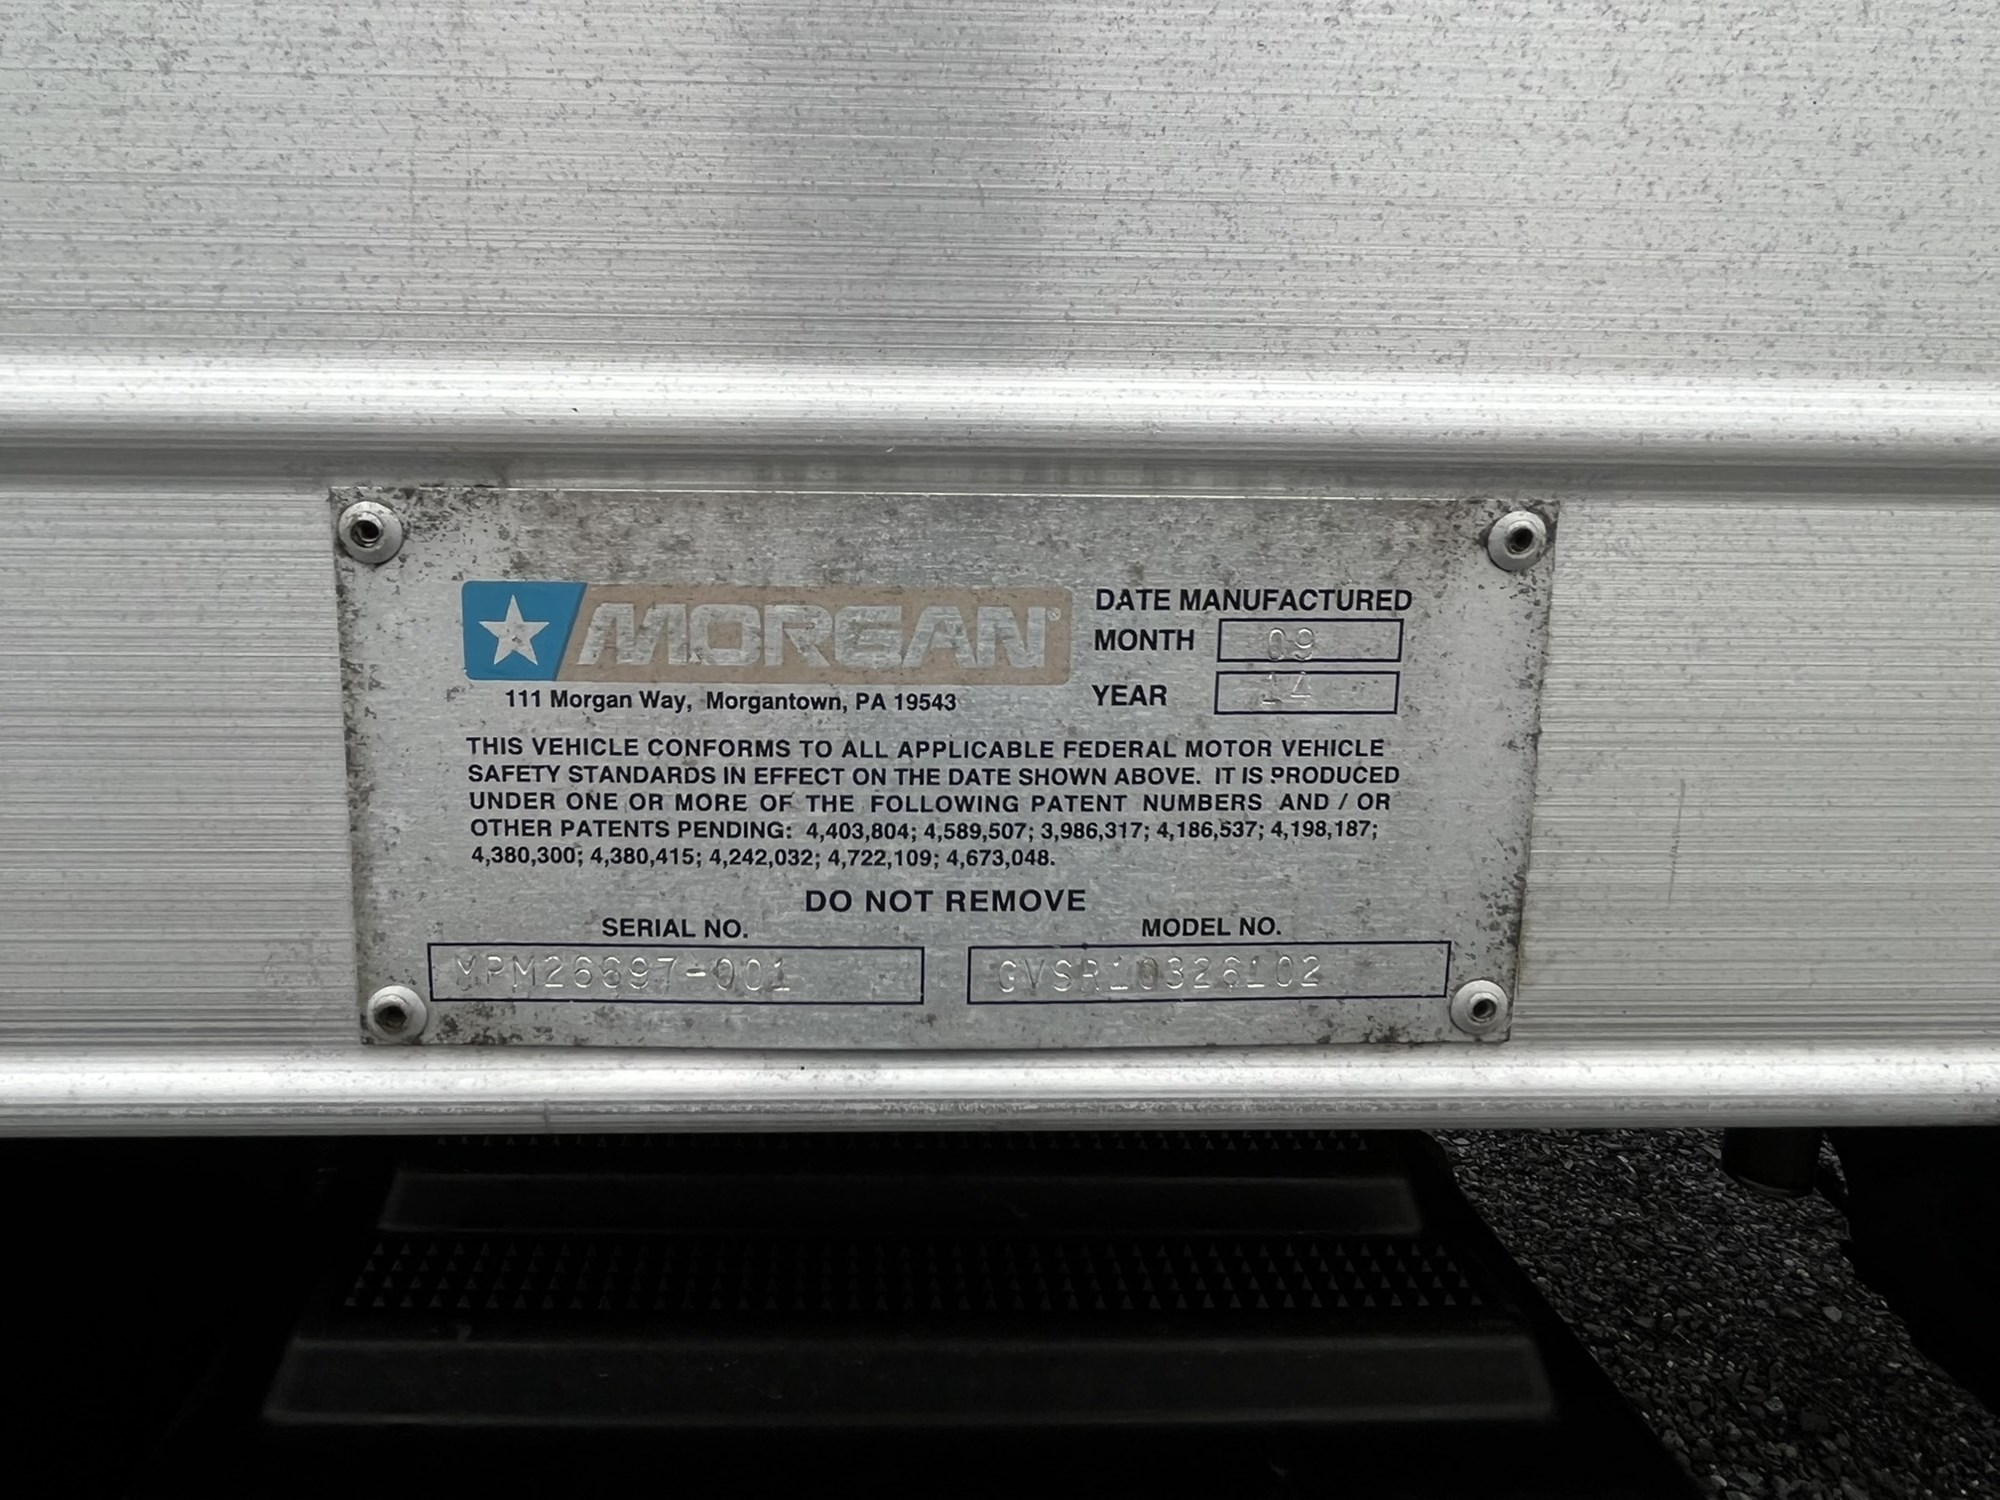 MORGAN®
111 Morgan Way, Morgantown, PA 19543
DATE MANUFACTURED
MONTH 09
YEAR 14
THIS VEHICLE CONFORMS TO ALL APPLICABLE FEDERAL MOTOR VEHICLE
SAFETY STANDARDS IN EFFECT ON THE DATE SHOWN ABOVE. IT IS PRODUCED
UNDER ONE OR MORE OF THE FOLLOWING PATENT NUMBERS AND / OR
OTHER PATENTS PENDING: 4,403,804; 4,589,507; 3,986,317; 4,186,537; 4,198,187;
4,380,300; 4,380,415; 4,242,032; 4,722,109; 4,673,048.
DO NOT REMOVE
SERIAL NO. MODEL NO.
GVSR10326102